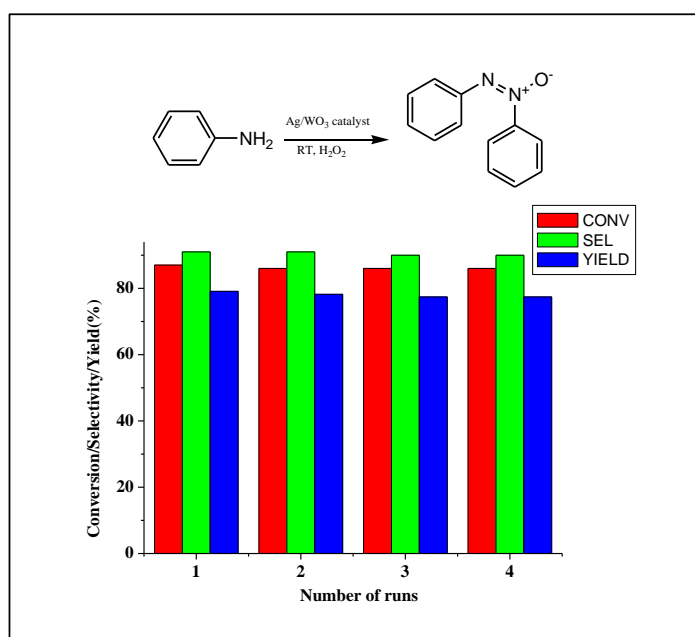 O-
N
N+
NH2
Ag/WO3 catalyst
RT, H2O2
CONV
SEL
YIELD
Conversion/Selectivity/Yield(%)
80
60
40
20
0
1 2 3 4
Number of runs